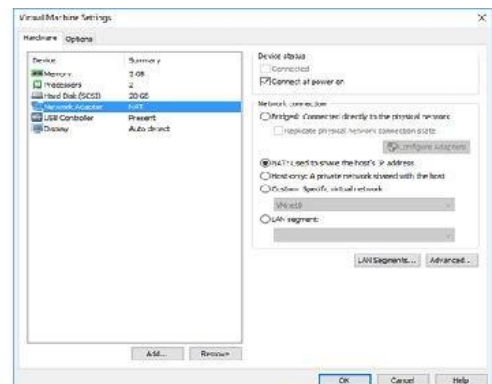 Virtual Machine Settings
Hardware Options
Device Summary
Memory 2 GB
Processors 2
Hard Disk (SCSI) 20 GB
Network Adapter NAT
USB Controller Present
Display Auto detect
Device status
Connected
Connect at power on
Network connection
Bridged: Connected directly to the physical network
Replicate physical network connection state
Configure Adapters
NAT: Used to share the host's IP address
Host-only: A private network shared with the host
Custom: Specific virtual network
VMnet0
LAN segment:
LAN Segments... Advanced...
Add... Remove
OK Cancel Help